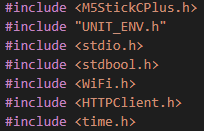 #include <M5StickCPlus.h>
#include "UNIT_ENV.h"
#include <stdio.h>
#include <stdbool.h>
#include <WiFi.h>
#include <HTTPClient.h>
#include <time.h>